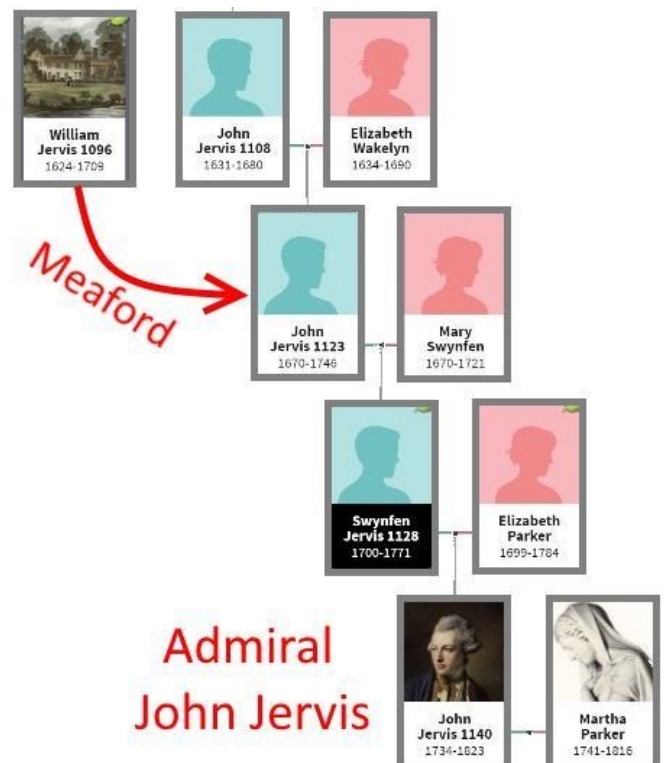 William
Jervis 1096
1624-1709
John
Jervis 1108
1631-1680
Elizabeth
Wakelyn
1634-1690
Meaford
John
Jervis 1123
1670-1746
Mary
Swynfen
1670-1721
Swynfen
Jervis 1128
1700-1771
Elizabeth
Parker
1699-1784
Admiral
John Jervis
John
Jervis 1140
1734-1823
Martha
Parker
1741-1816